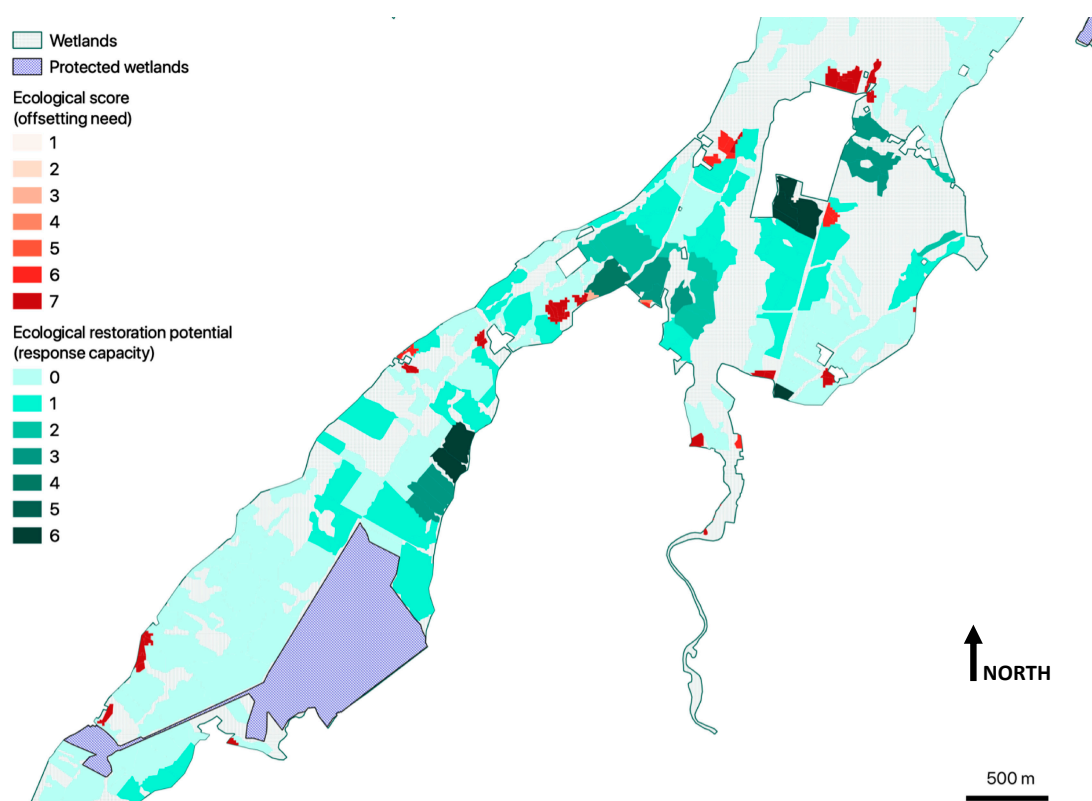 Wetlands
Protected wetlands
Ecological score
(offsetting need)
1
2
3
4
5
6
7
Ecological restoration potential
(response capacity)
0
1
2
3
4
5
6
NORTH
500 m